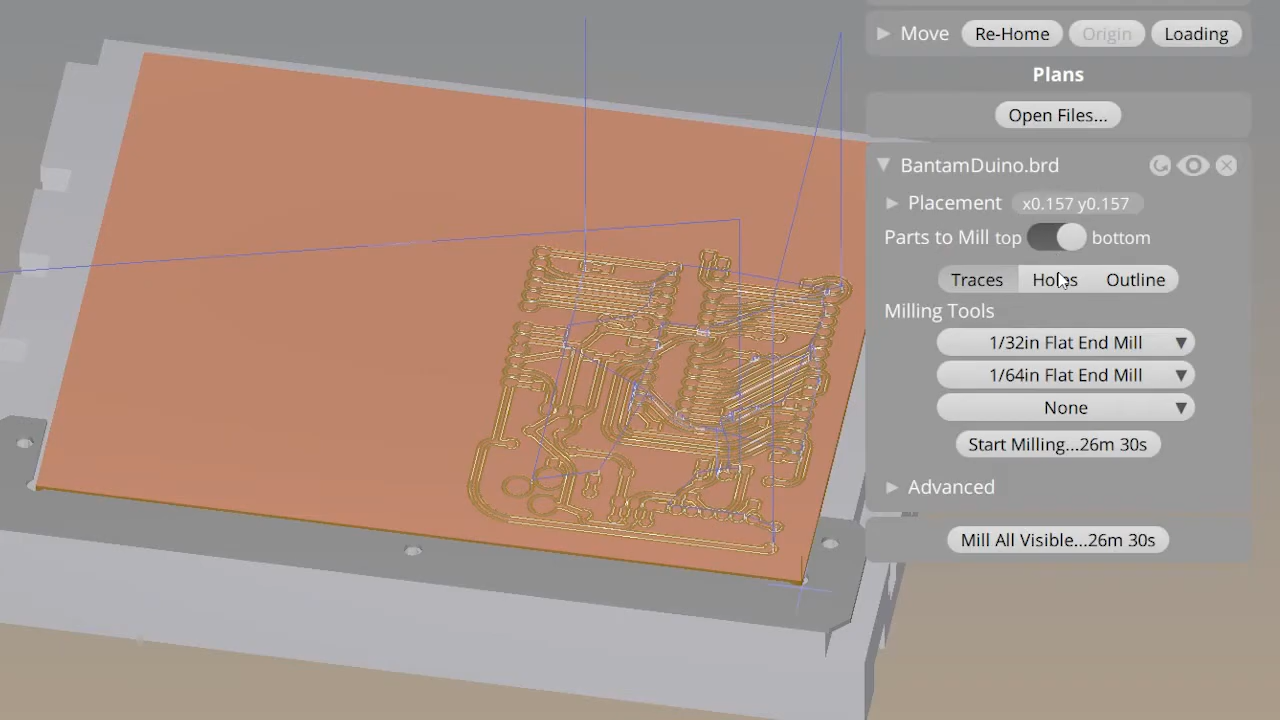 Move Re-Home Origin Loading
Plans
Open Files...
BantamDuino.brd
Placement x0.157 y0.157
Parts to Mill top bottom
Traces Holes Outline
Milling Tools
1/32in Flat End Mill
1/64in Flat End Mill
None
Start Milling...26m 30s
Advanced
Mill All Visible...26m 30s